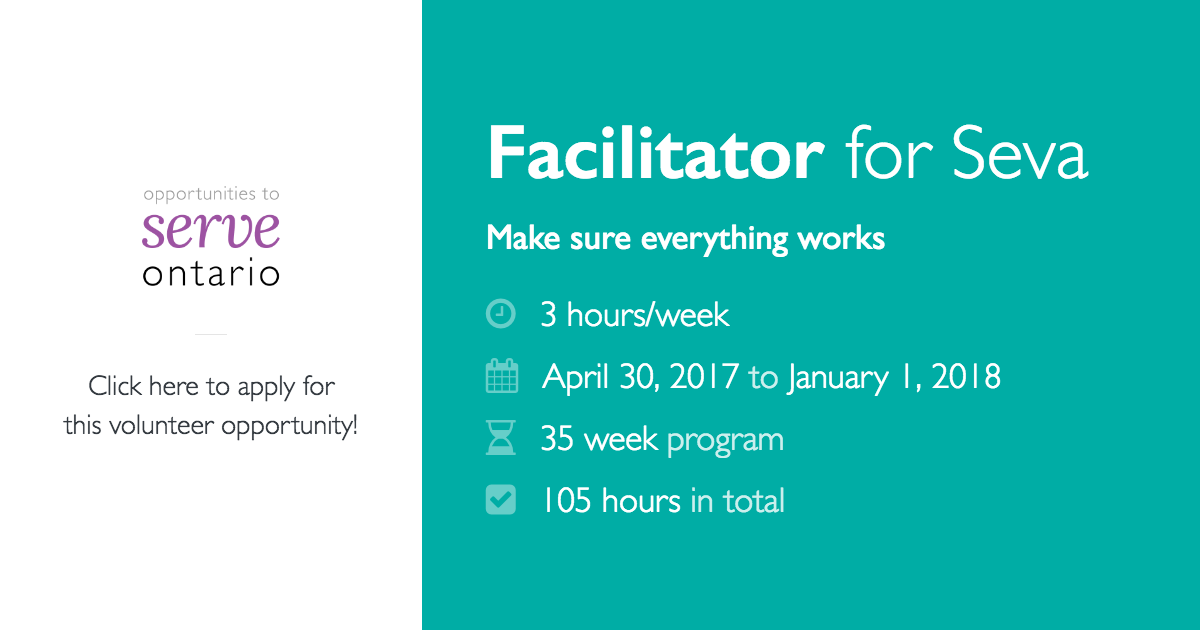 opportunities to
serve
ontario
Click here to apply for
this volunteer opportunity!
Facilitator for Seva
Make sure everything works
3 hours/week
April 30, 2017 to January 1, 2018
35 week program
105 hours in total